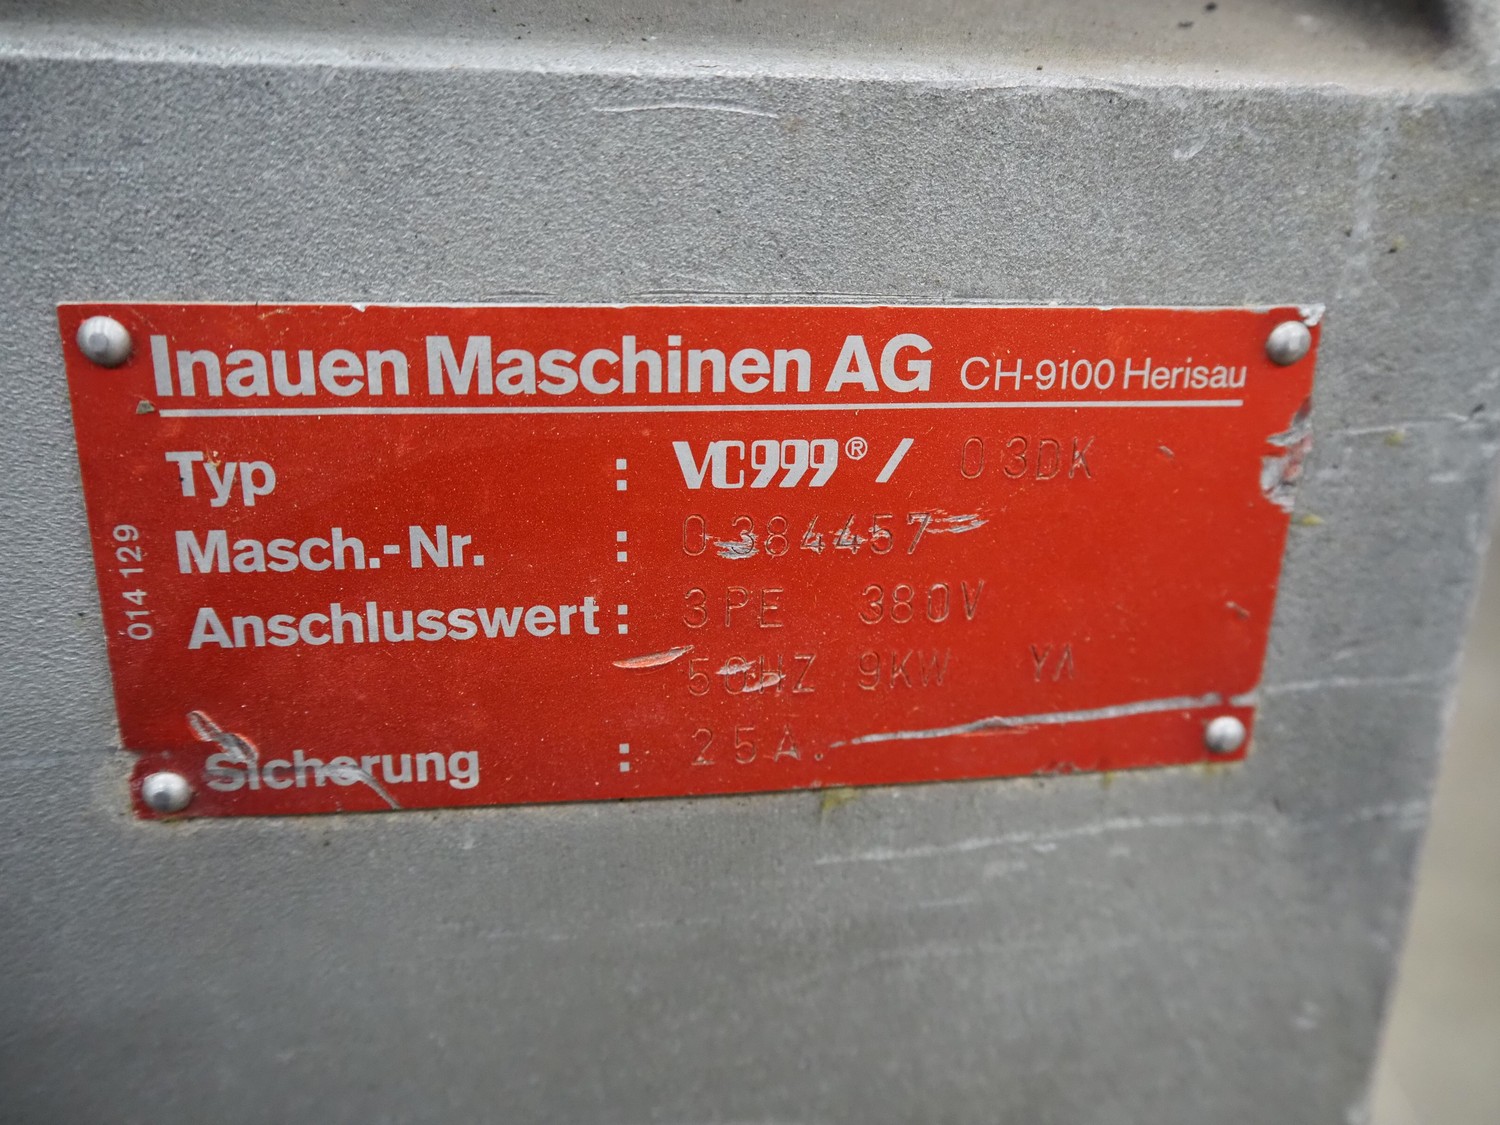 Inauen Maschinen AG CH-9100 Herisau
Typ : VC999® / 03DK
Masch.-Nr. : 0384457
Anschlusswert : 3PE 380V
50HZ 9KW YΛ
Sicherung : 25A.
014 129